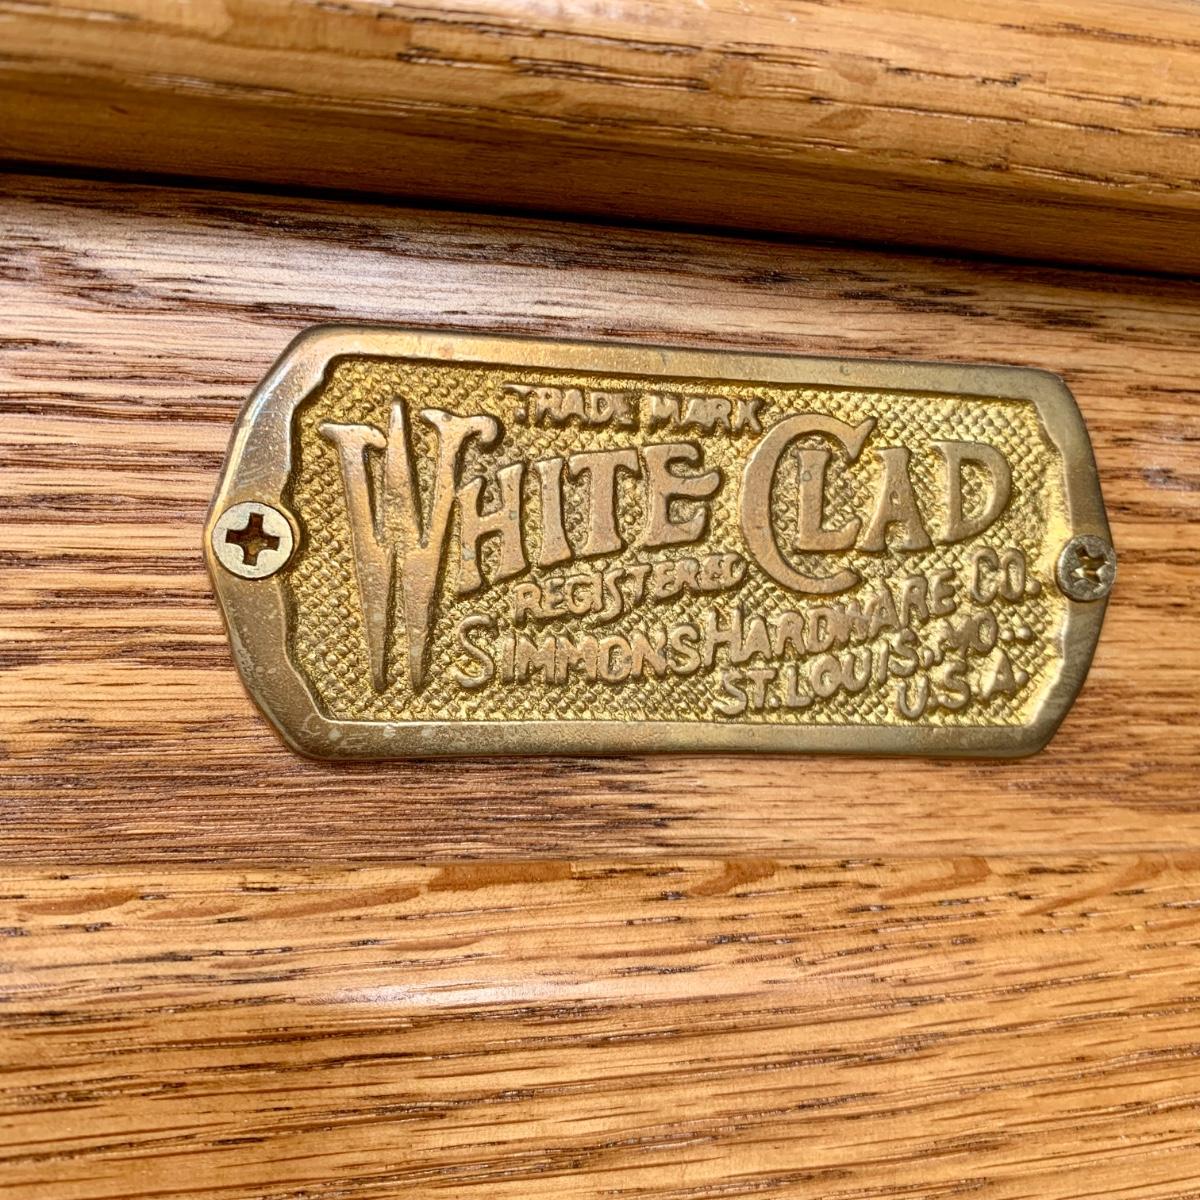 TRADE MARK
WHITE CLAD
REGISTERED
SIMMONS HARDWARE CO.
ST. LOUIS, MO.
U.S.A.